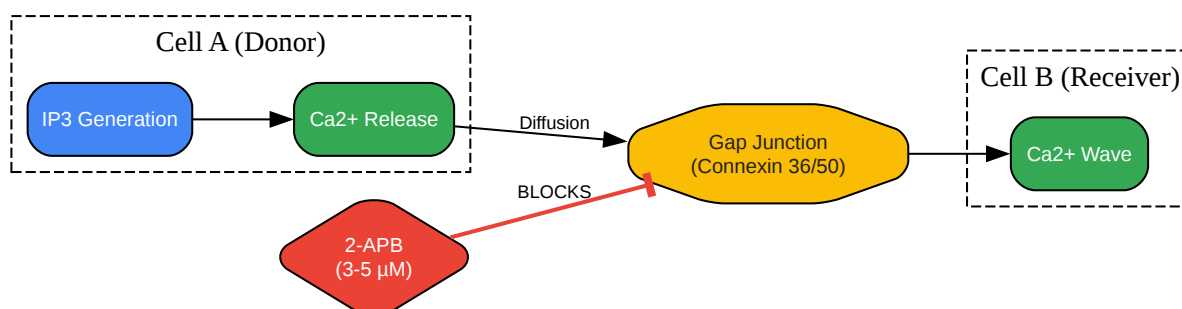 Cell A (Donor)
IP3 Generation
Ca2+ Release
Diffusion
Gap Junction
(Connexin 36/50)
Cell B (Receiver)
Ca2+ Wave
BLOCKS
2-APB
(3-5 µM)